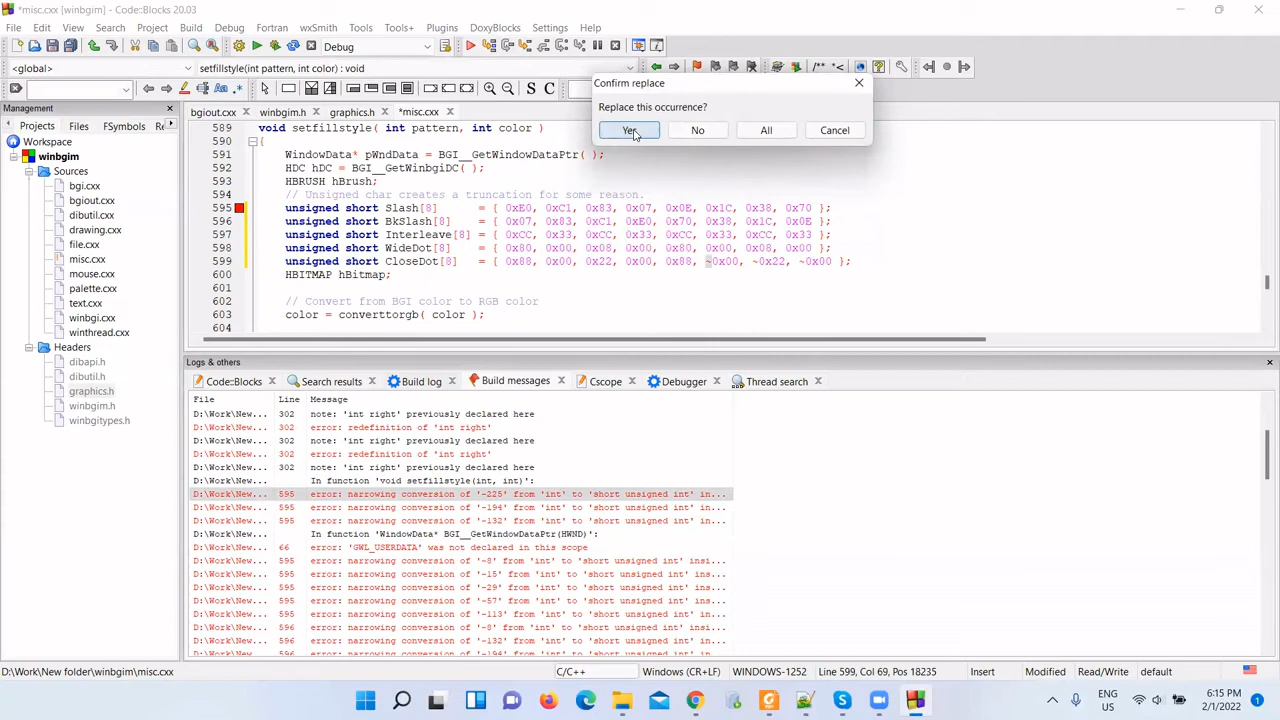 *misc.cxx [winbgim] - Code::Blocks 20.03
File Edit View Search Project Build Debug Fortran wxSmith Tools Tools+ Plugins DoxyBlocks Settings Help
Debug
<global> setfillstyle(int pattern, int color) : void
S C
Management
Projects Files FSymbols Re
Workspace
winbgim
Sources
bgi.cxx
bgiout.cxx
dibutil.cxx
drawing.cxx
file.cxx
misc.cxx
mouse.cxx
palette.cxx
text.cxx
winbgi.cxx
winthread.cxx
Headers
dibapi.h
dibutil.h
graphics.h
winbgim.h
winbgitypes.h
bgiout.cxx winbgim.h graphics.h *misc.cxx
589 void setfillstyle( int pattern, int color )
590 {
591 WindowData* pWndData = BGI__GetWindowDataPtr( );
592 HDC hDC = BGI__GetWinbgiDC( );
593 HBRUSH hBrush;
594 // Unsigned char creates a truncation for some reason.
595 unsigned short Slash[8] = { 0xE0, 0xC1, 0x83, 0x07, 0x0E, 0x1C, 0x38, 0x70 };
596 unsigned short BkSlash[8] = { 0x07, 0x83, 0xC1, 0xE0, 0x70, 0x38, 0x1C, 0x0E };
597 unsigned short Interleave[8] = { 0xCC, 0x33, 0xCC, 0x33, 0xCC, 0x33, 0xCC, 0x33 };
598 unsigned short WideDot[8] = { 0x80, 0x00, 0x08, 0x00, 0x80, 0x00, 0x08, 0x00 };
599 unsigned short CloseDot[8] = { 0x88, 0x00, 0x22, 0x00, 0x88, ~0x00, ~0x22, ~0x00 };
600 HBITMAP hBitmap;
601
602 // Convert from BGI color to RGB color
603 color = converttorgb( color );
604
Confirm replace
Replace this occurrence?
Yes No All Cancel
Logs & others
Code::Blocks Search results Build log Build messages Cscope Debugger Thread search
File Line Message
D:\Work\New... 302 note: 'int right' previously declared here
D:\Work\New... 302 error: redefinition of 'int right'
D:\Work\New... 302 note: 'int right' previously declared here
D:\Work\New... 302 error: redefinition of 'int right'
D:\Work\New... 302 note: 'int right' previously declared here
D:\Work\New... In function 'void setfillstyle(int, int)':
D:\Work\New... 595 error: narrowing conversion of '-225' from 'int' to 'short unsigned int' in...
D:\Work\New... 595 error: narrowing conversion of '-194' from 'int' to 'short unsigned int' in...
D:\Work\New... 595 error: narrowing conversion of '-132' from 'int' to 'short unsigned int' in...
D:\Work\New... In function 'WindowData* BGI__GetWindowDataPtr(HWND)':
D:\Work\New... 66 error: 'GWL_USERDATA' was not declared in this scope
D:\Work\New... 595 error: narrowing conversion of '-8' from 'int' to 'short unsigned int' insi...
D:\Work\New... 595 error: narrowing conversion of '-15' from 'int' to 'short unsigned int' ins...
D:\Work\New... 595 error: narrowing conversion of '-29' from 'int' to 'short unsigned int' ins...
D:\Work\New... 595 error: narrowing conversion of '-57' from 'int' to 'short unsigned int' ins...
D:\Work\New... 595 error: narrowing conversion of '-113' from 'int' to 'short unsigned int' in...
D:\Work\New... 596 error: narrowing conversion of '-8' from 'int' to 'short unsigned int' insi...
D:\Work\New... 596 error: narrowing conversion of '-132' from 'int' to 'short unsigned int' in...
D:\Work\New... 596 error: narrowing conversion of '-194' from 'int' to 'short unsigned int' in...
D:\Work\New folder\winbgim\misc.cxx C/C++ Windows (CR+LF) WINDOWS-1252 Line 599, Col 69, Pos 18235 Insert Modified Read/Write default
ENG
US
6:15 PM
2/1/2022
1